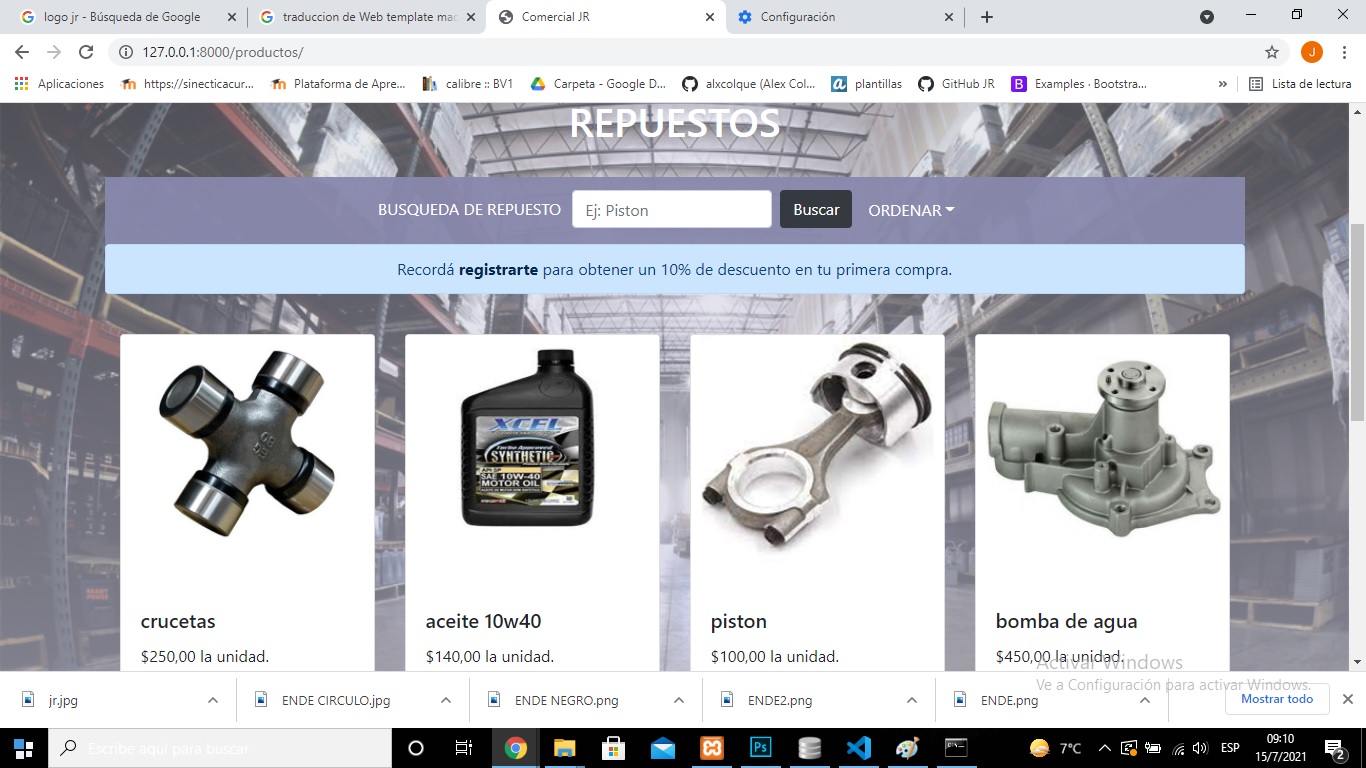 logo jr - Búsqueda de Google
traduccion de Web template mac
Comercial JR
Configuración
127.0.0.1:8000/productos/
J
Aplicaciones
https://sinecticacur...
Plataforma de Apre...
calibre :: BV1
Carpeta - Google D...
alxcolque (Alex Col...
plantillas
GitHub JR
Examples · Bootstra...
»
Lista de lectura
REPUESTOS
BUSQUEDA DE REPUESTO
Ej: Piston
Buscar
ORDENAR
Recordá registrarte para obtener un 10% de descuento en tu primera compra.
XCEL
SYNTHETIC
API SP
SAE 10W-40
MOTOR OIL
crucetas
aceite 10w40
piston
bomba de agua
$250,00 la unidad.
$140,00 la unidad.
$100,00 la unidad.
$450,00 la unidad.
Activar Windows
Ve a Configuración para activar Windows.
jr.jpg
ENDE CIRCULO.jpg
ENDE NEGRO.png
ENDE2.png
ENDE.png
Mostrar todo
Escribe aquí para buscar
Ps
7°C
ESP
09:10
15/7/2021
2